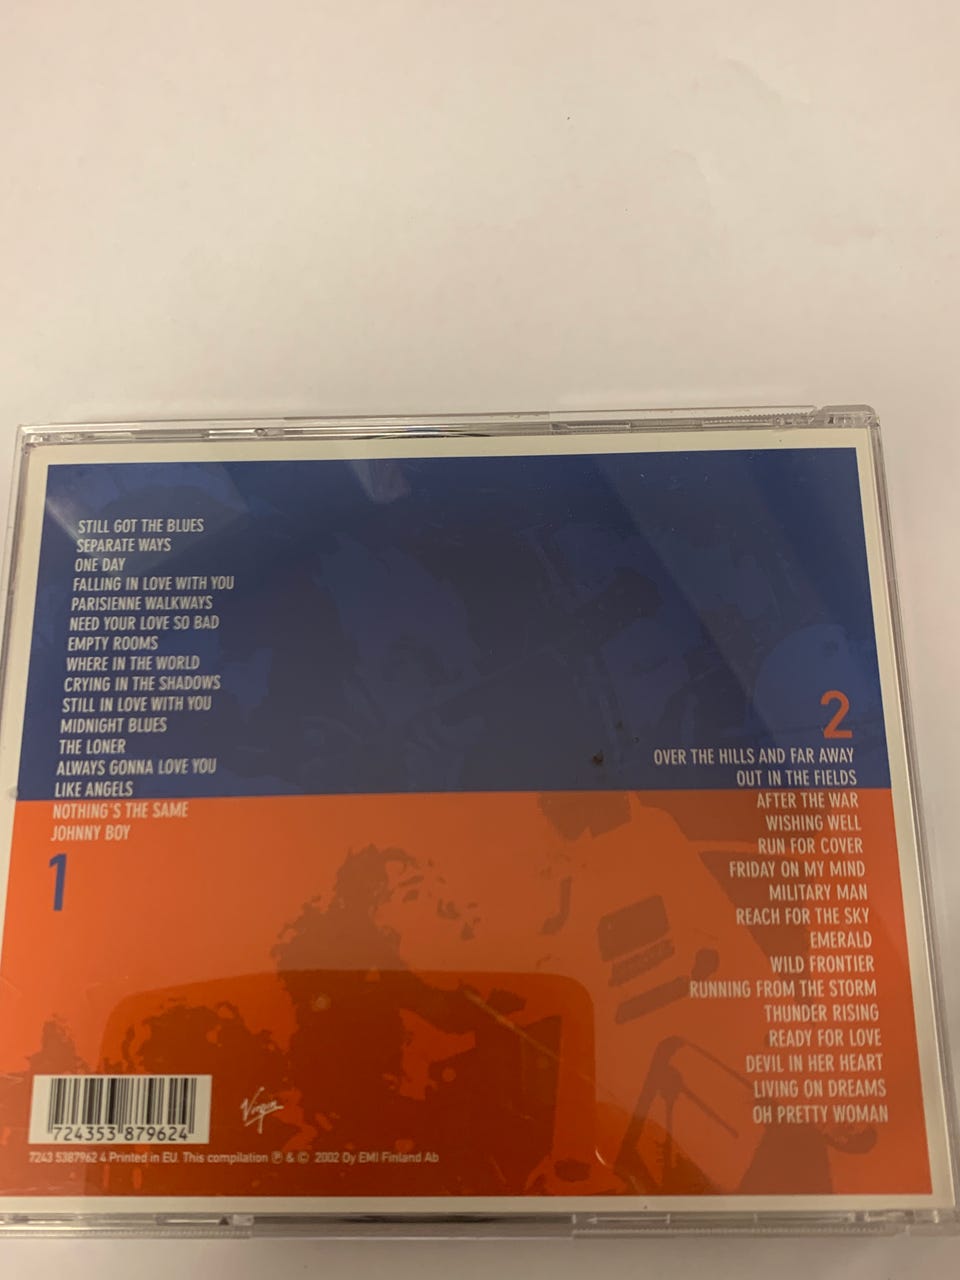 STILL GOT THE BLUES
SEPARATE WAYS
ONE DAY
FALLING IN LOVE WITH YOU
PARISIENNE WALKWAYS
NEED YOUR LOVE SO BAD
EMPTY ROOMS
WHERE IN THE WORLD
CRYING IN THE SHADOWS
STILL IN LOVE WITH YOU
MIDNIGHT BLUES
THE LONER
ALWAYS GONNA LOVE YOU
LIKE ANGELS
NOTHING'S THE SAME
JOHNNY BOY
1
2
OVER THE HILLS AND FAR AWAY
OUT IN THE FIELDS
AFTER THE WAR
WISHING WELL
RUN FOR COVER
FRIDAY ON MY MIND
MILITARY MAN
REACH FOR THE SKY
EMERALD
WILD FRONTIER
RUNNING FROM THE STORM
THUNDER RISING
READY FOR LOVE
DEVIL IN HER HEART
LIVING ON DREAMS
OH PRETTY WOMAN
724353 879624
Virgin
7243 5387962 4 Printed in EU. This compilation ℗ & © 2002 Oy EMI Finland Ab